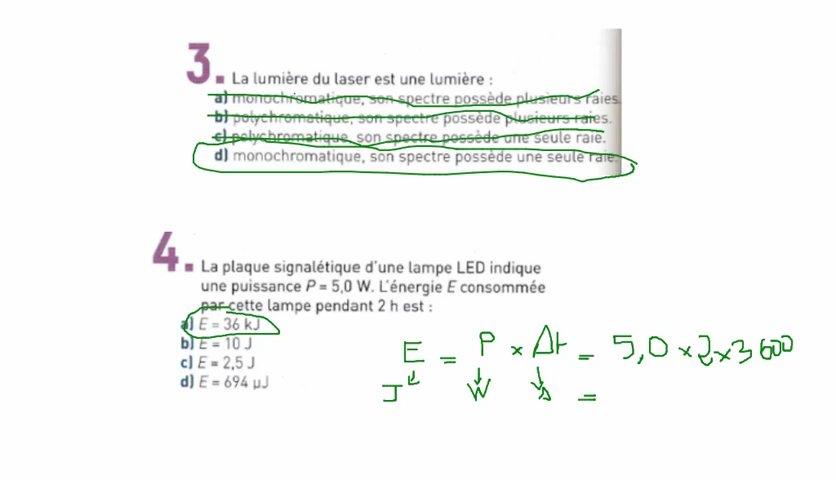 3. La lumière du laser est une lumière :
a) monochromatique, son spectre possède plusieurs raies.
b) polychromatique, son spectre possède plusieurs raies.
c) polychromatique, son spectre possède une seule raie.
d) monochromatique, son spectre possède une seule raie.
4. La plaque signalétique d'une lampe LED indique
une puissance P = 5,0 W. L'énergie E consommée
par cette lampe pendant 2 h est :
a) E = 36 kJ
b) E = 10 J
c) E = 2,5 J
d) E = 694 µJ
E = P × Δt = 5,0 × 2 × 3600
J W s =